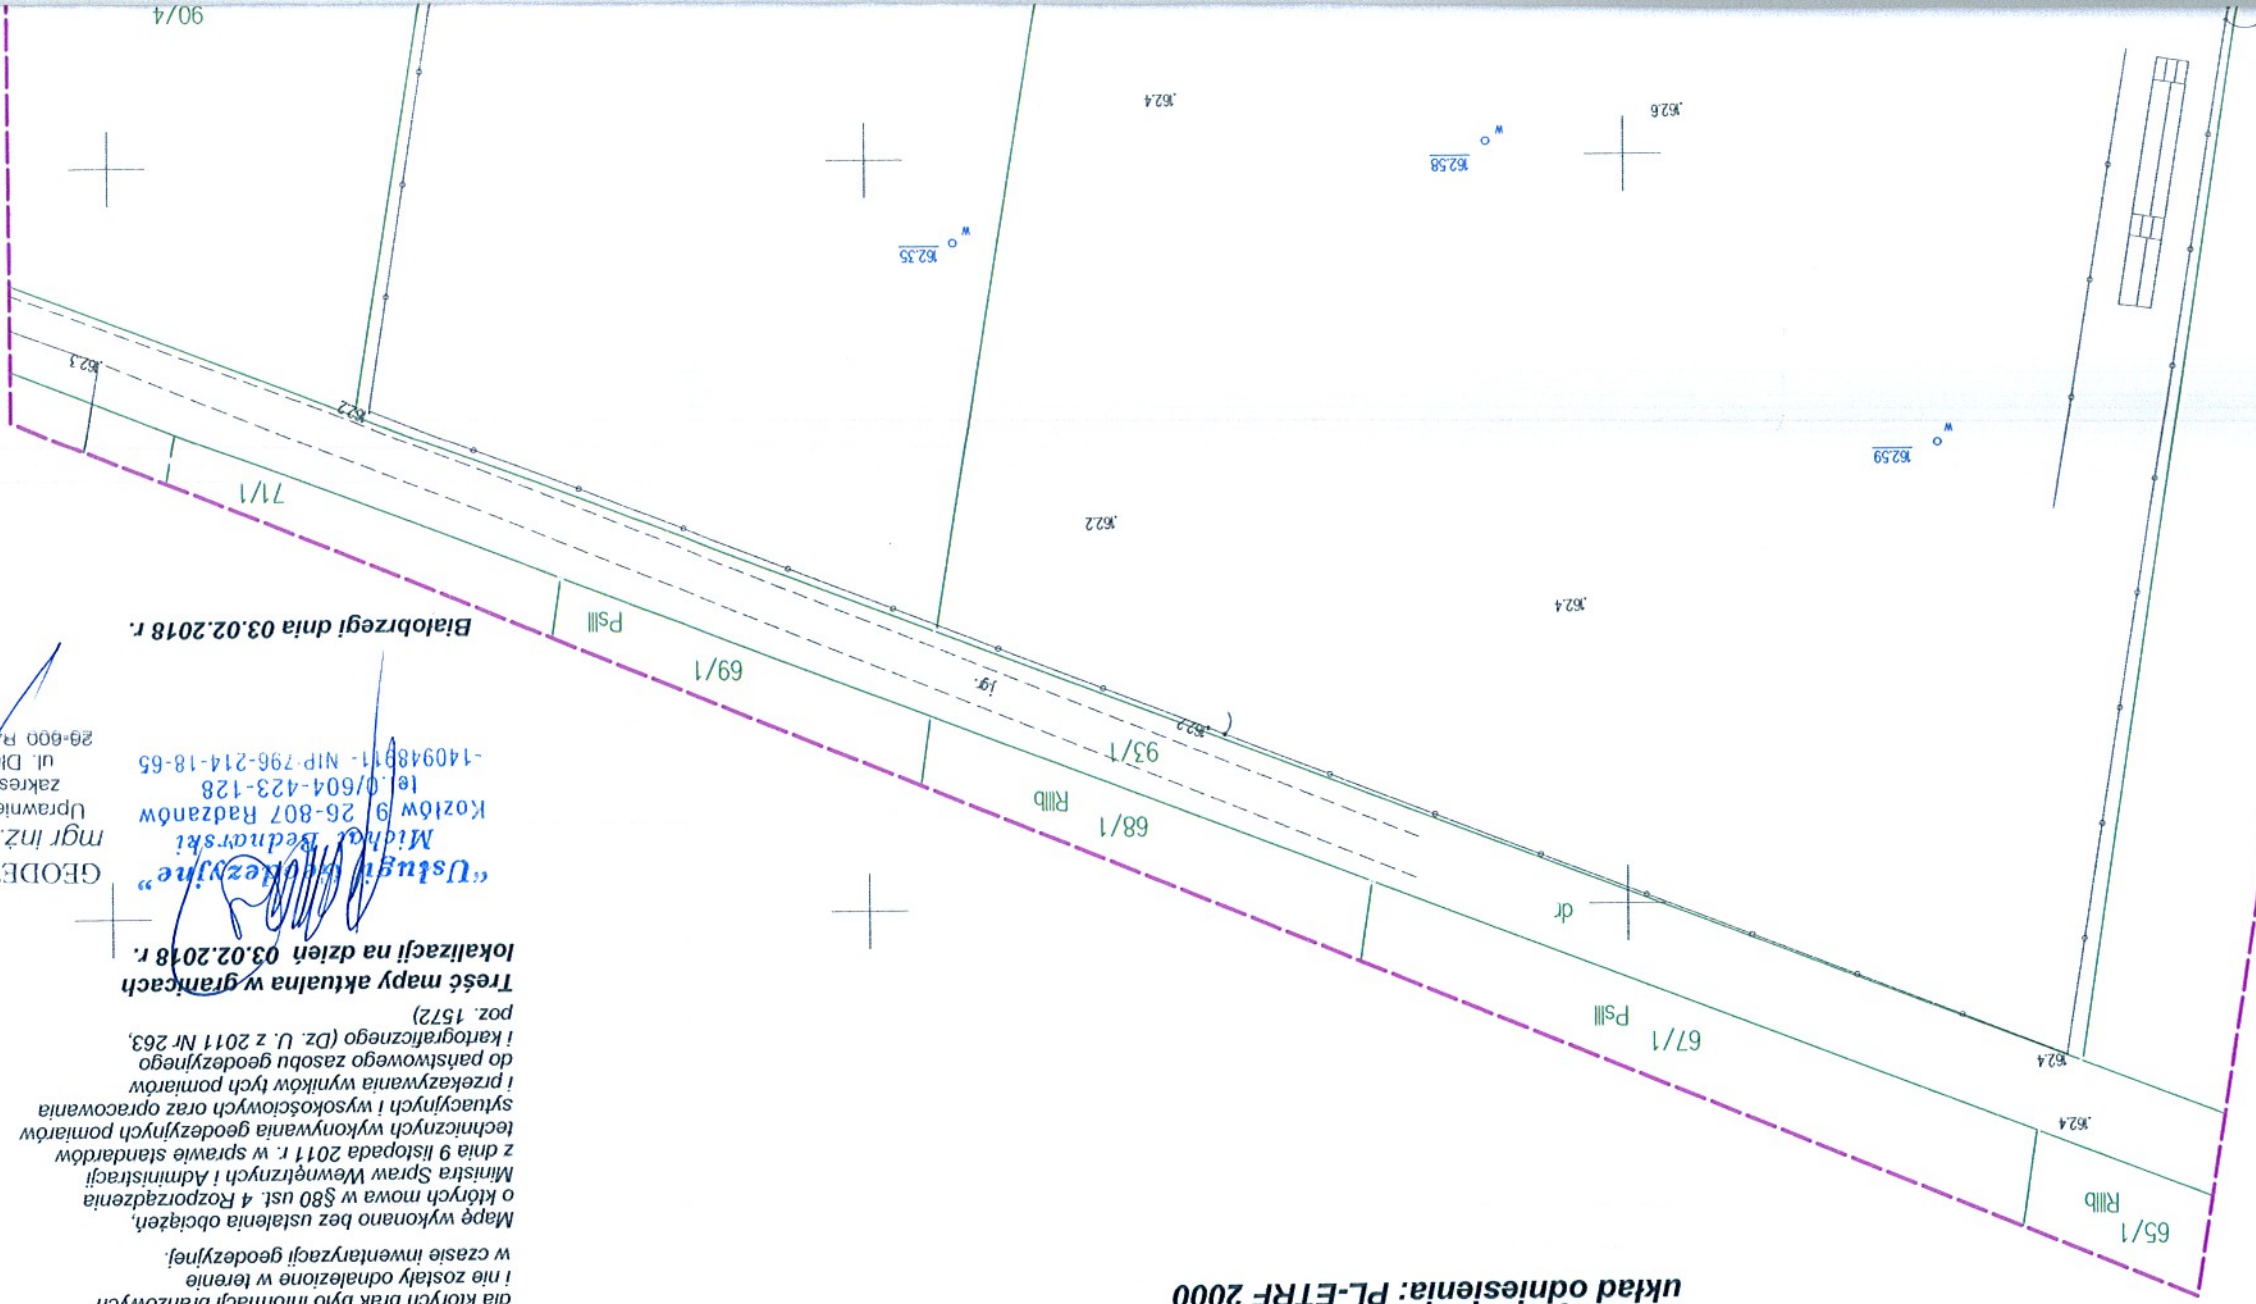 układ odniesienia: PL-ETRF 2000
dla których brak było informacji branżowych
i nie zostały odnalezione w terenie
w czasie inwentaryzacji geodezyjnej.
Mapę wykonano bez ustalenia obciążeń,
o których mowa w §80 ust. 4 Rozporządzenia
Ministra Spraw Wewnętrznych i Administracji
z dnia 9 listopada 2011 r. w sprawie standardów
technicznych wykonywania geodezyjnych pomiarów
sytuacyjnych i wysokościowych oraz opracowania
i przekazywania wyników tych pomiarów
do państwowego zasobu geodezyjnego
i kartograficznego (Dz. U. z 2011 Nr 263,
poz. 1572)
Treść mapy aktualna w granicach
lokalizacji na dzień 03.02.2018 r.
"Usługi Geodezyjne"
Michał Bednarski
Kozłów 9 26-807 Radzanów
tel. 0/604-423-128
-140948911- NIP-796-214-18-65
GEODE
mgr inż.
Uprawnie
zakres
ul. Dł
26-600 R
Białobrzegi dnia 03.02.2018 r.
65/1
RIIIb
162.4
162.4
67/1
PsIII
dr
68/1
RIIIb
93/1
162.2
j.gr.
69/1
PsIII
71/1
162.2
162.3
162.4
162.2
162.59
w
162.35
w
162.58
w
162.6
162.4
90/4